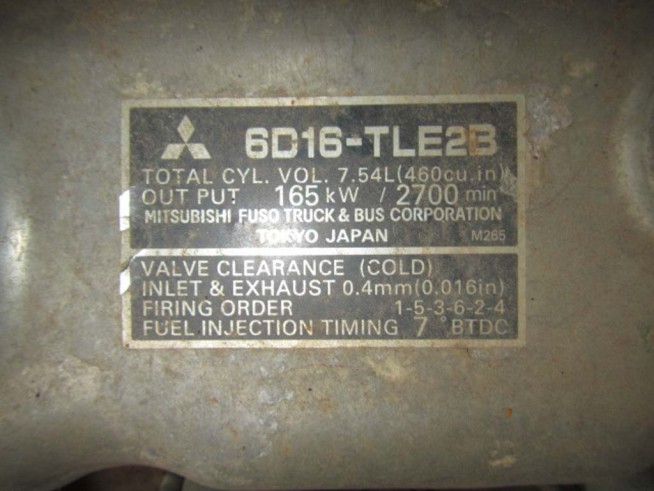 6D16-TLE2B
TOTAL CYL. VOL. 7.54L(460cu.in)
OUT PUT 165 kW / 2700 min
MITSUBISHI FUSO TRUCK & BUS CORPORATION
TOKYO JAPAN M265
VALVE CLEARANCE (COLD)
INLET & EXHAUST 0.4mm(0.016in)
FIRING ORDER 1-5-3-6-2-4
FUEL INJECTION TIMING 7° BTDC